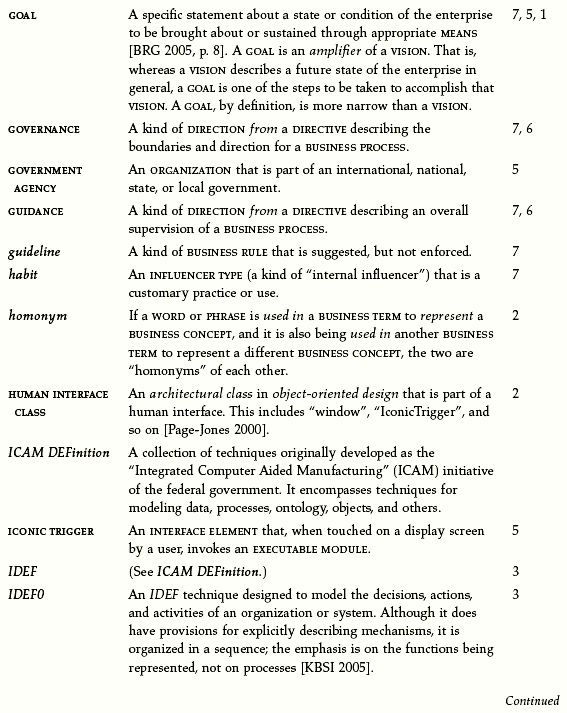 GOAL A specific statement about a state or condition of the enterprise 7, 5, 1
to be brought about or sustained through appropriate MEANS
[BRG 2005, p. 8]. A GOAL is an amplifier of a VISION. That is,
whereas a VISION describes a future state of the enterprise in
general, a GOAL is one of the steps to be taken to accomplish that
VISION. A GOAL, by definition, is more narrow than a VISION.
GOVERNANCE A kind of DIRECTION from a DIRECTIVE describing the 7, 6
boundaries and direction for a BUSINESS PROCESS.
GOVERNMENT An ORGANIZATION that is part of an international, national, 5
AGENCY state, or local government.
GUIDANCE A kind of DIRECTION from a DIRECTIVE describing an overall 7, 6
supervision of a BUSINESS PROCESS.
guideline A kind of BUSINESS RULE that is suggested, but not enforced. 7
habit An INFLUENCER TYPE (a kind of “internal influencer”) that is a 7
customary practice or use.
homonym If a WORD or PHRASE is used in a BUSINESS TERM to represent a 2
BUSINESS CONCEPT, and it is also being used in another BUSINESS
TERM to represent a different BUSINESS CONCEPT, the two are
“homonyms” of each other.
HUMAN INTERFACE An architectural class in object-oriented design that is part of a 2
CLASS human interface. This includes “window”, “IconicTrigger”, and
so on [Page-Jones 2000].
ICAM DEFinition A collection of techniques originally developed as the
“Integrated Computer Aided Manufacturing” (ICAM) initiative
of the federal government. It encompasses techniques for
modeling data, processes, ontology, objects, and others.
ICONIC TRIGGER An INTERFACE ELEMENT that, when touched on a display screen 5
by a user, invokes an EXECUTABLE MODULE.
IDEF (See ICAM DEFinition.) 3
IDEF0 An IDEF technique designed to model the decisions, actions, 3
and activities of an organization or system. Although it does
have provisions for explicitly describing mechanisms, it is
organized in a sequence; the emphasis is on the functions being
represented, not on processes [KBSI 2005].
Continued